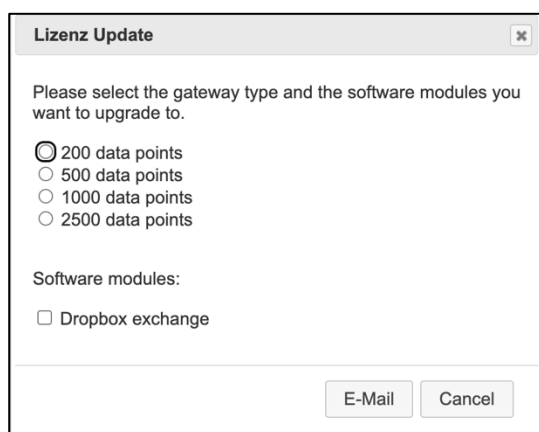 Lizenz Update
Please select the gateway type and the software modules you
want to upgrade to.
200 data points
500 data points
1000 data points
2500 data points
Software modules:
Dropbox exchange
E-Mail
Cancel